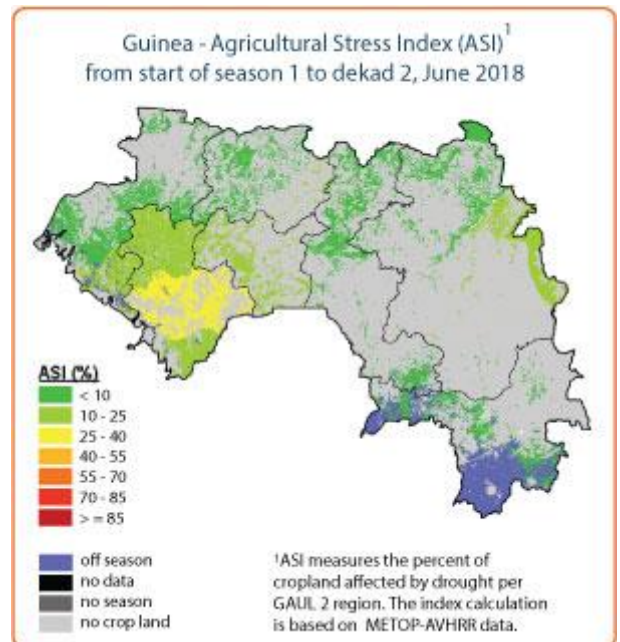 Guinea - Agricultural Stress Index (ASI)¹
from start of season 1 to dekad 2, June 2018
ASI (%)
< 10
10 - 25
25 - 40
40 - 55
55 - 70
70 - 85
> = 85
off season
no data
no season
no crop land
¹ASI measures the percent of
cropland affected by drought per
GAUL 2 region. The index calculation
is based on METOP-AVHRR data.